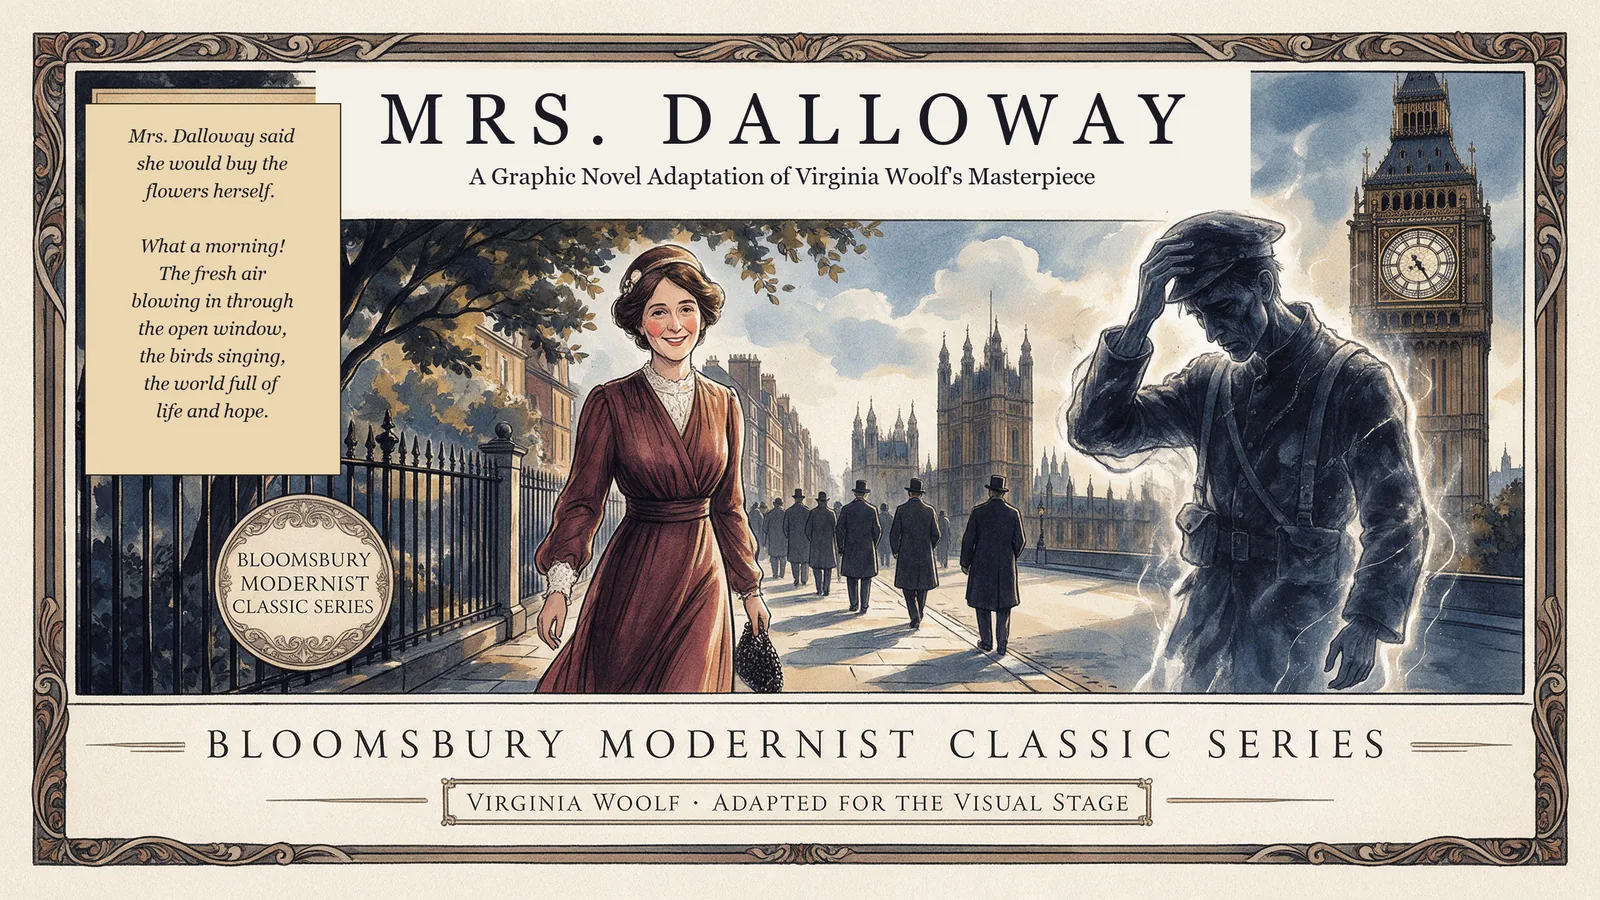 MRS. DALLOWAY
A Graphic Novel Adaptation of Virginia Woolf's Masterpiece
Mrs. Dalloway said
she would buy the
flowers herself.
What a morning!
The fresh air
blowing in through
the open window,
the birds singing,
the world full of
life and hope.
BLOOMSBURY
MODERNIST
CLASSIC SERIES
BLOOMSBURY MODERNIST CLASSIC SERIES
VIRGINIA WOOLF · ADAPTED FOR THE VISUAL STAGE